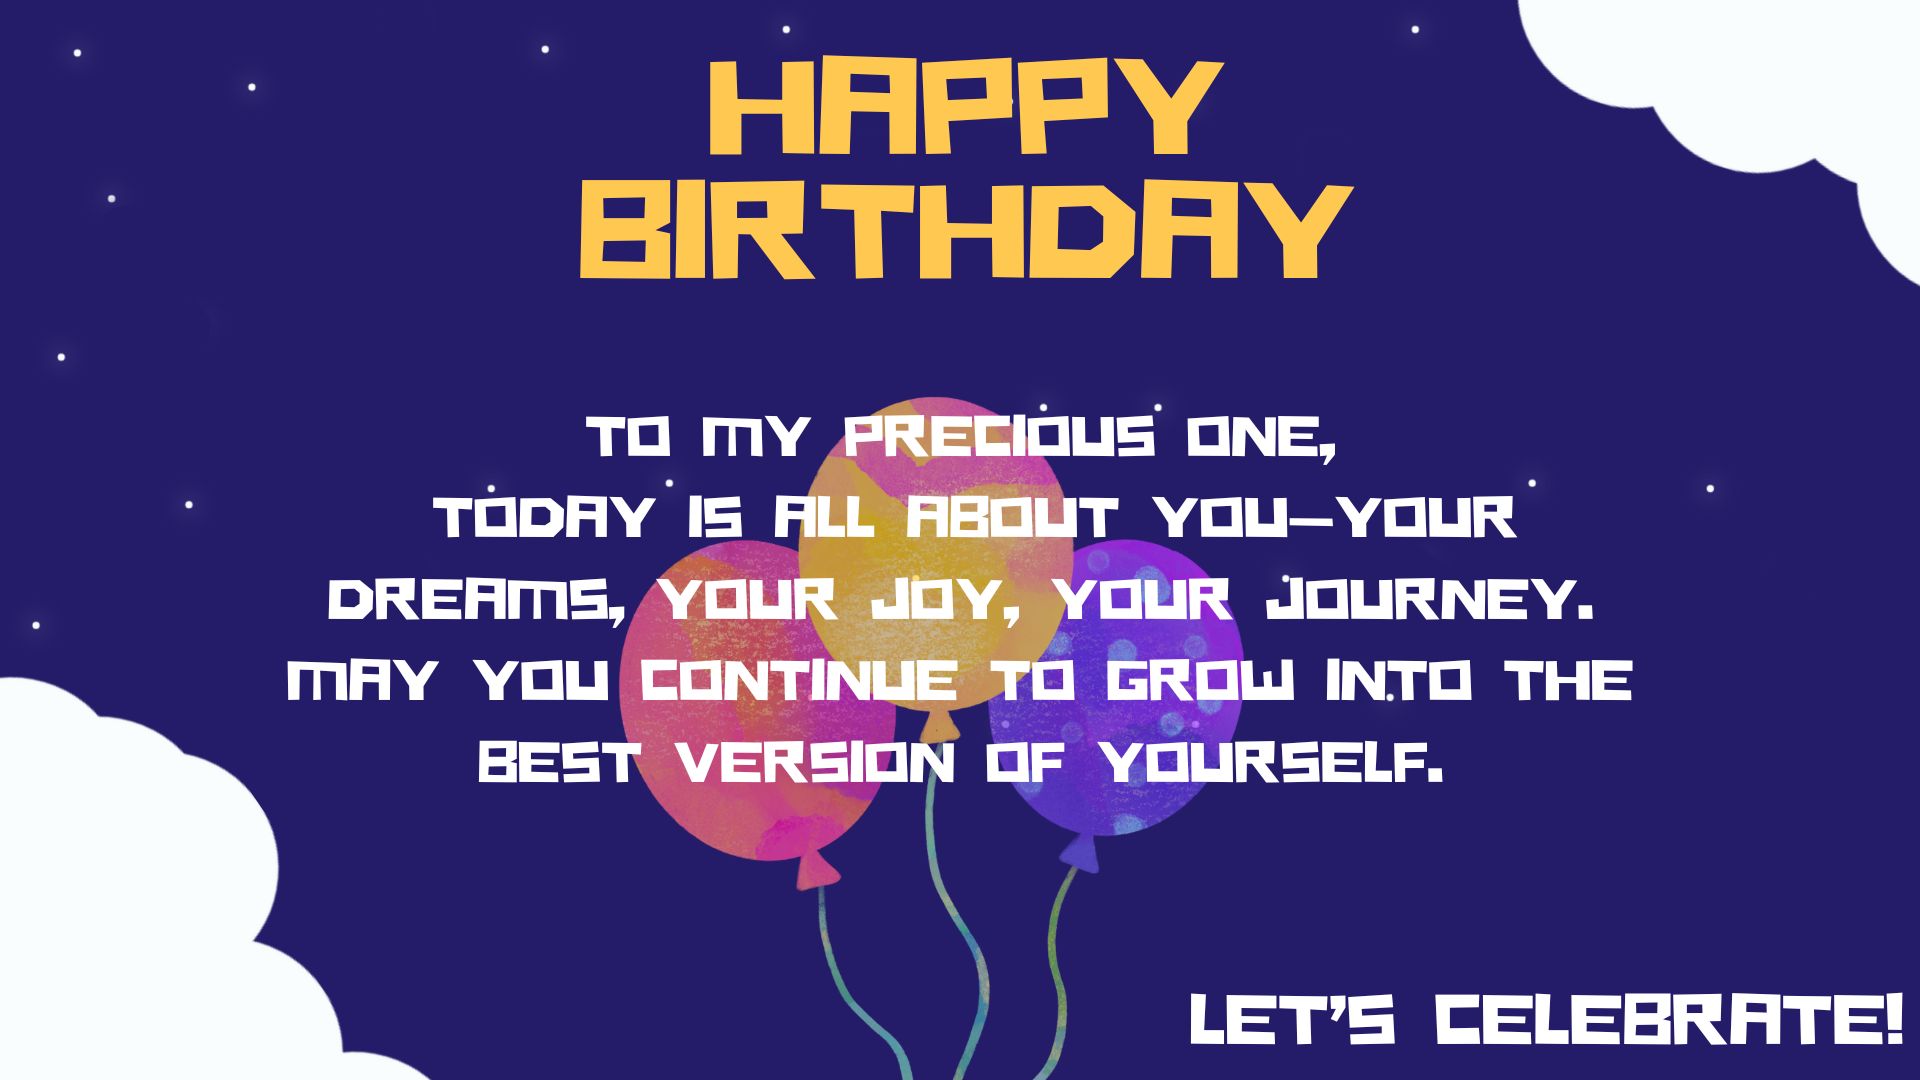 HAPPY
BIRTHDAY
TO MY PRECIOUS ONE,
TODAY IS ALL ABOUT YOU—YOUR
DREAMS, YOUR JOY, YOUR JOURNEY.
MAY YOU CONTINUE TO GROW INTO THE
BEST VERSION OF YOURSELF.
LET'S CELEBRATE!